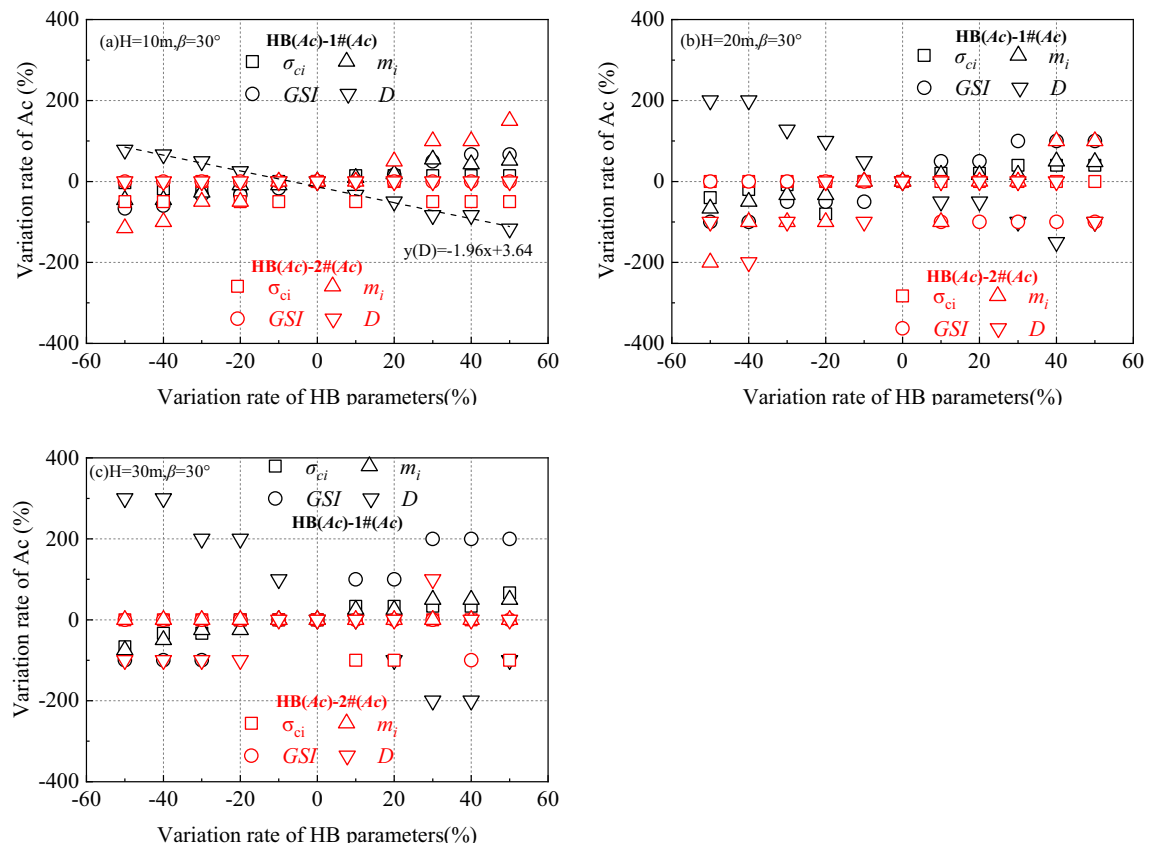 400
200
0
-200
-400
Variation rate of Ac (%)
(a)H=10m,β=30°
HB(Ac)-1#(Ac)
σci mi
GSI D
y(D)=-1.96x+3.64
HB(Ac)-2#(Ac)
σci mi
GSI D
-60 -40 -20 0 20 40 60
Variation rate of HB parameters(%)
400
200
0
-200
-400
Variation rate of Ac (%)
(b)H=20m,β=30°
HB(Ac)-1#(Ac)
σci mi
GSI D
HB(Ac)-2#(Ac)
σci mi
GSI D
-60 -40 -20 0 20 40 60
Variation rate of HB parameters(%)
400
200
0
-200
-400
Variation rate of Ac (%)
(c)H=30m,β=30°
σci mi
GSI D
HB(Ac)-1#(Ac)
HB(Ac)-2#(Ac)
σci mi
GSI D
-60 -40 -20 0 20 40 60
Variation rate of HB parameters(%)